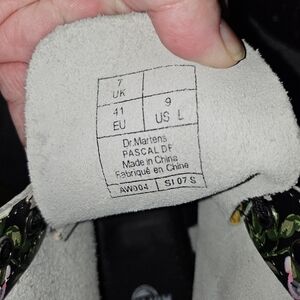 7
UK
41
EU
9
US L
Dr.Martens
PASCAL DF
Made in China
Fabriqué en Chine
AW004 SI 07 S